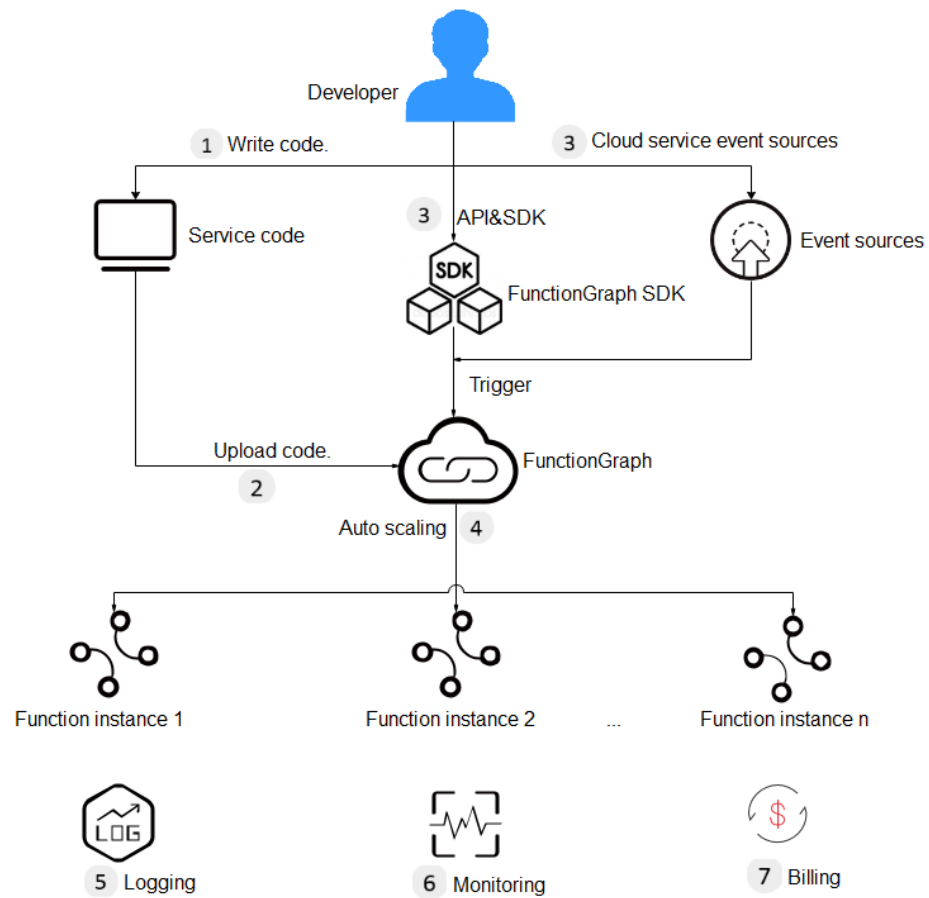 Developer
1 Write code.
3 Cloud service event sources
3 API&SDK
Service code
Event sources
SDK
FunctionGraph SDK
Trigger
Upload code.
2
FunctionGraph
Auto scaling 4
Function instance 1
Function instance 2
...
Function instance n
LOG
$
5 Logging
6 Monitoring
7 Billing